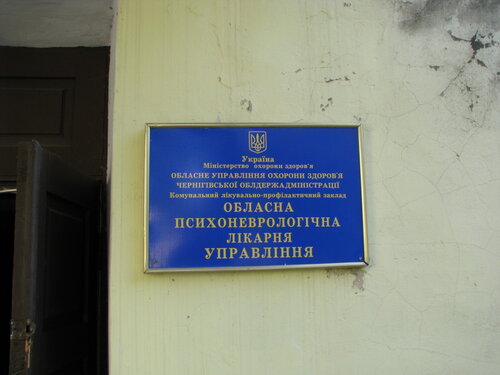 Україна
Міністерство охорони здоров'я
ОБЛАСНЕ УПРАВЛІННЯ ОХОРОНИ ЗДОРОВ'Я
ЧЕРНІГІВСЬКОЇ ОБЛДЕРЖАДМІНІСТРАЦІЇ
Комунальний лікувально-профілактичний заклад
ОБЛАСНА
ПСИХОНЕВРОЛОГІЧНА
ЛІКАРНЯ
УПРАВЛІННЯ